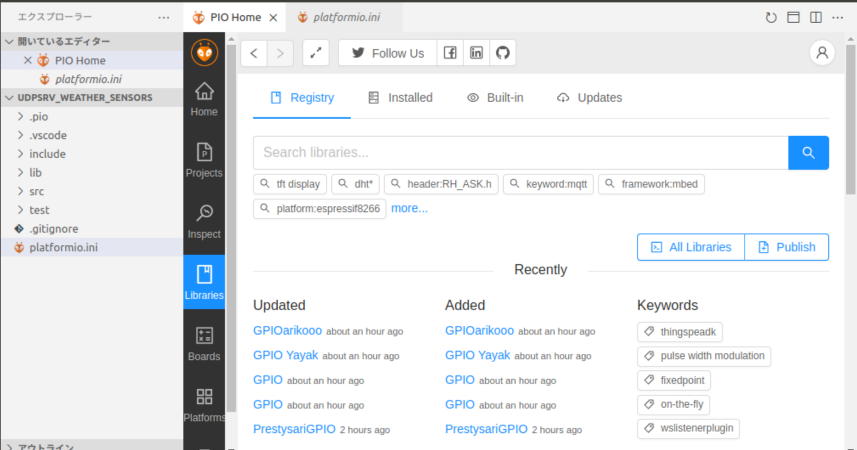 エクスプローラー
PIO Home
platformio.ini
開いているエディター
PIO Home
platformio.ini
UDPSRV_WEATHER_SENSORS
.pio
.vscode
include
lib
src
test
.gitignore
platformio.ini
アウトライン
Home
Projects
Inspect
Libraries
Boards
Platforms
Follow Us
Registry Installed Built-in Updates
Search libraries...
tft display dht* header:RH_ASK.h keyword:mqtt framework:mbed
platform:espressif8266 more...
All Libraries Publish
Recently
Updated
GPIOarikooo about an hour ago
GPIO Yayak about an hour ago
GPIO about an hour ago
GPIO about an hour ago
PrestysariGPIO 2 hours ago
Added
GPIOarikooo about an hour ago
GPIO Yayak about an hour ago
GPIO about an hour ago
GPIO about an hour ago
PrestysariGPIO 2 hours ago
Keywords
thingspeadk
pulse width modulation
fixedpoint
on-the-fly
wslistenerplugin